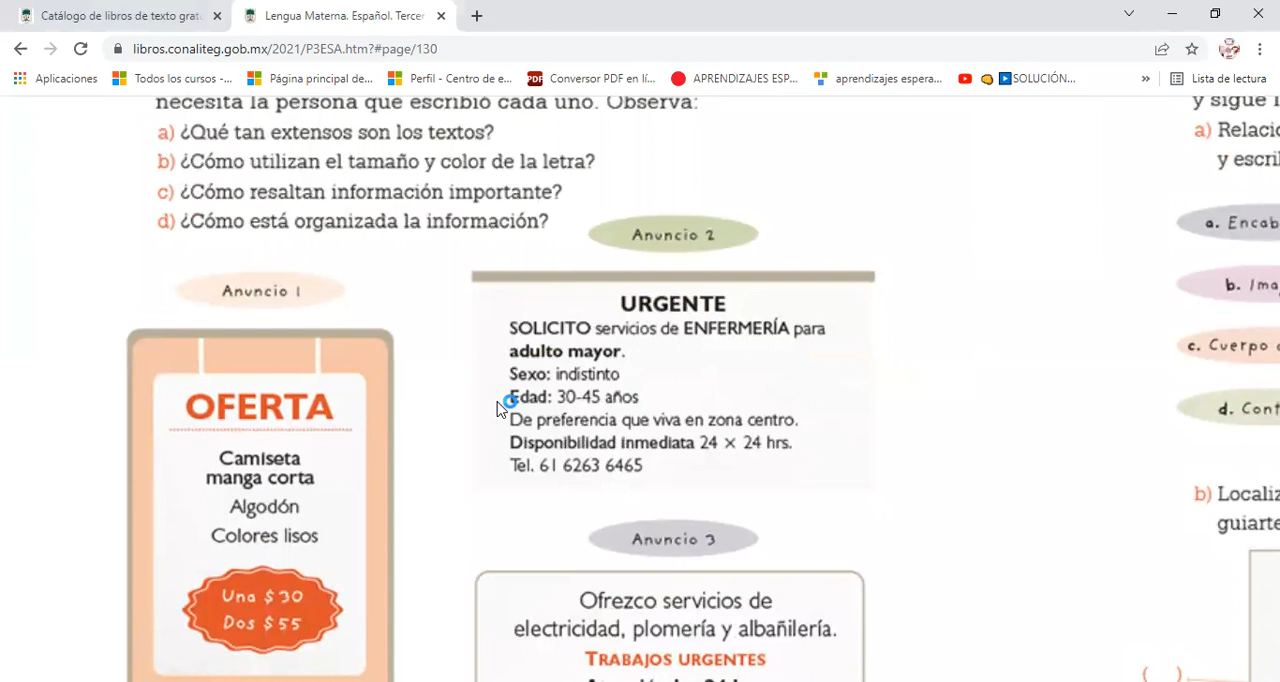 Catálogo de libros de texto grat
Lengua Materna. Español. Tercer
libros.conaliteg.gob.mx/2021/P3ESA.htm?#page/130
Aplicaciones
Todos los cursos -...
Página principal de...
Perfil - Centro de e...
PDF
Conversor PDF en lí...
APRENDIZAJES ESP...
aprendizajes espera...
SOLUCIÓN...
»
Lista de lectura
necesita la persona que escribió cada uno. Observa:
a) ¿Qué tan extensos son los textos?
b) ¿Cómo utilizan el tamaño y color de la letra?
c) ¿Cómo resaltan información importante?
d) ¿Cómo está organizada la información?
Anuncio 1
OFERTA
Camiseta
manga corta
Algodón
Colores lisos
Una $30
Dos $55
Anuncio 2
URGENTE
SOLICITO servicios de ENFERMERÍA para
adulto mayor.
Sexo: indistinto
Edad: 30-45 años
De preferencia que viva en zona centro.
Disponibilidad inmediata 24 × 24 hrs.
Tel. 61 6263 6465
Anuncio 3
Ofrezco servicios de
electricidad, plomería y albañilería.
TRABAJOS URGENTES
y sigue l
a) Relacio
y escri
a. Encab
b. Ima
c. Cuerpo
d. Cont
b) Localiz
guiarte
( )